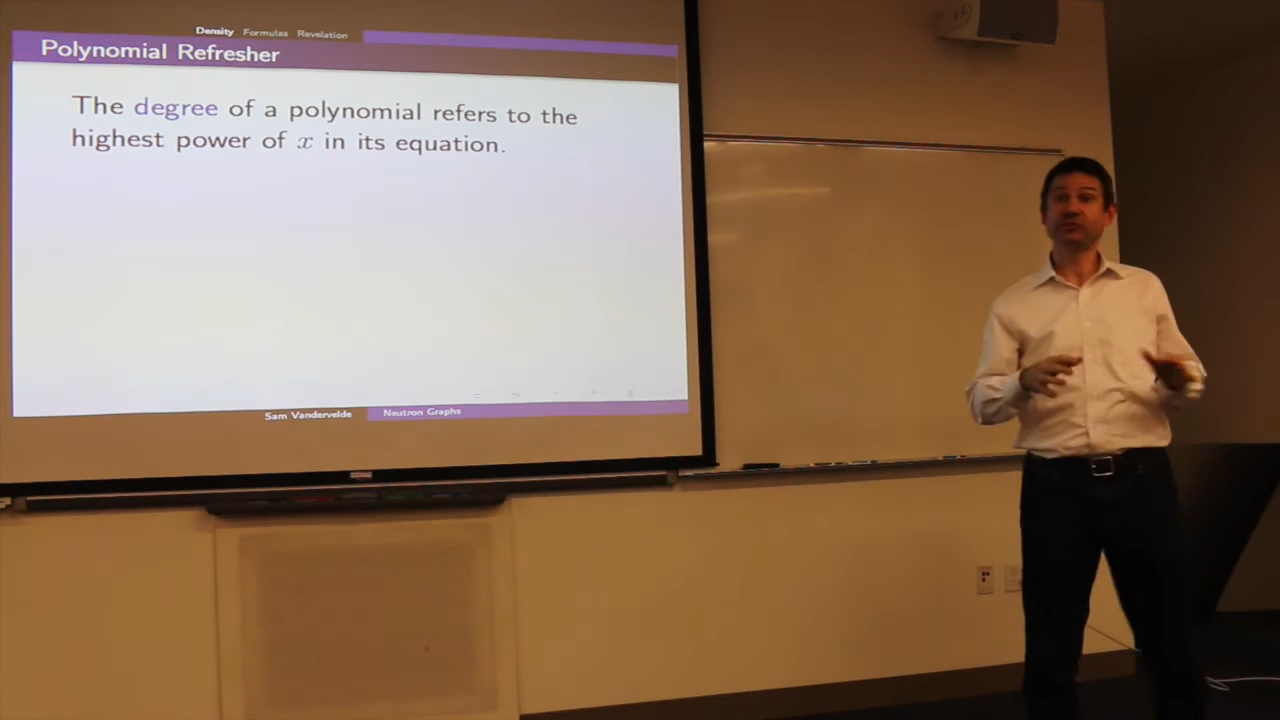 Density Formulas Revelation
Polynomial Refresher
The degree of a polynomial refers to the
highest power of x in its equation.
Sam Vandervelde Neutron Graphs